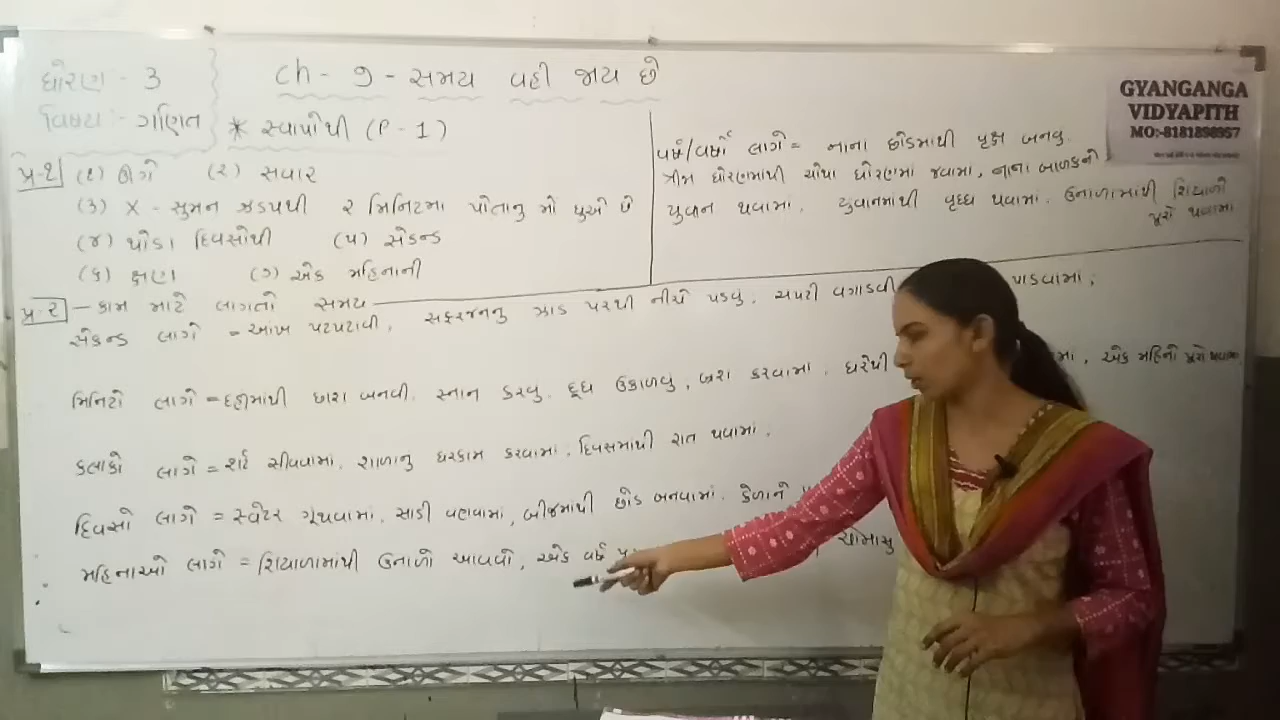 ધોરણ - 3
વિષય :- ગણિત
ch - 9 - સમય વહી જાય છે
* સ્વાપોથી (P - 1)
પ્ર-૧ (૧) ઊગે (૨) સવાર
(૩) X - સુમન ઝડપથી ૨ મિનિટમા પોતાનુ મો ધુએ છે
(૪) થોડા દિવસોથી (૫) સેકન્ડ
(૬) ક્ષણ (૭) એક મહિનાની
વર્ષ/વર્ષો લાગે = નાના છોડમાથી વૃક્ષ બનવુ.
ત્રીજા ધોરણમાંથી ચોથા ધોરણમાં જવામાં, નાના બાળકનો
યુવાન થવામાં. યુવાનમાંથી વૃધ્ધ થવામાં. ઉનાળામાંથી શિયાળો
પૂરો થવામાં
પ્ર-૨ - કામ માટે લાગતો સમય
સેકન્ડ લાગે = આંખ પટપટાવી, સફરજનનુ ઝાડ પરથી નીચે પડવુ. ચપટી વગાડવી પાડવામાં,
મિનિટો લાગે = દહીમાંથી છાશ બનવી. સ્નાન કરવુ. દૂધ ઉકાળવુ, બ્રશ કરવામાં. ઘરેથી એક મહિનો પૂરો થવામાં
કલાકો લાગે = શર્ટ સીવવામાં, શાળાનુ ઘરકામ કરવામાં. દિવસમાંથી રાત થવામાં.
દિવસો લાગે = સ્વેટર ગૂંથવામાં. સાડી વણવામાં, બીજમાંથી છોડ બનવામાં. કેળાને
મહિનાઓ લાગે = શિયાળામાંથી ઉનાળો આવવો, એક વર્ષ ચોમાસુ
GYANGANGA
VIDYAPITH
MO:-8181898957